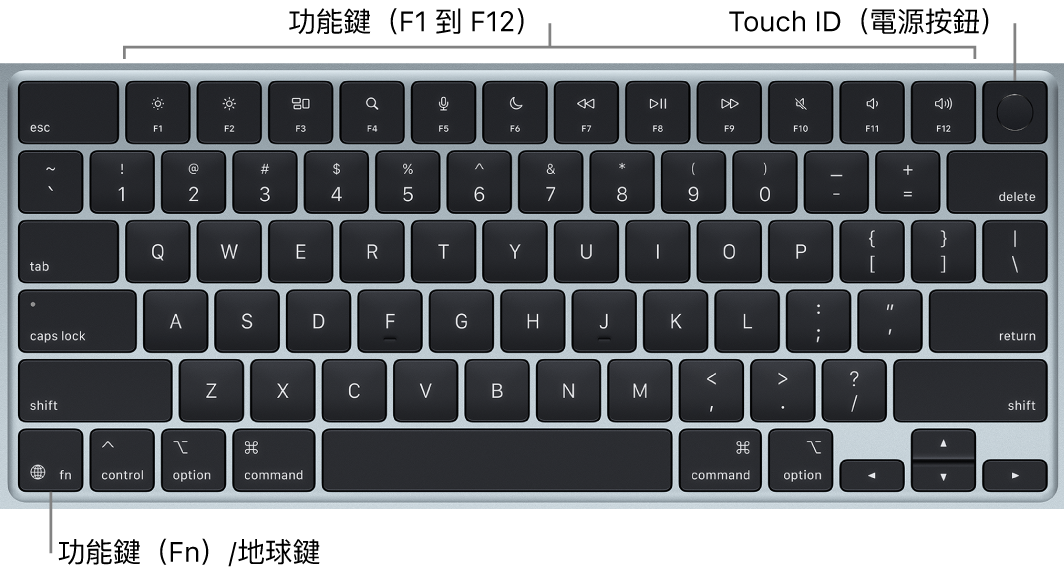 功能鍵（F1 到 F12）
Touch ID（電源按鈕）
esc F1 F2 F3 F4 F5 F6 F7 F8 F9 F10 F11 F12
~ ! @ # $ % ^ & * ( ) _ +
` 1 2 3 4 5 6 7 8 9 0 - = delete
tab Q W E R T Y U I O P { [ } ] | \
caps lock A S D F G H J K L : ; " ' return
shift Z X C V B N M < , > . ? / shift
fn control option command command option
功能鍵（Fn）/地球鍵